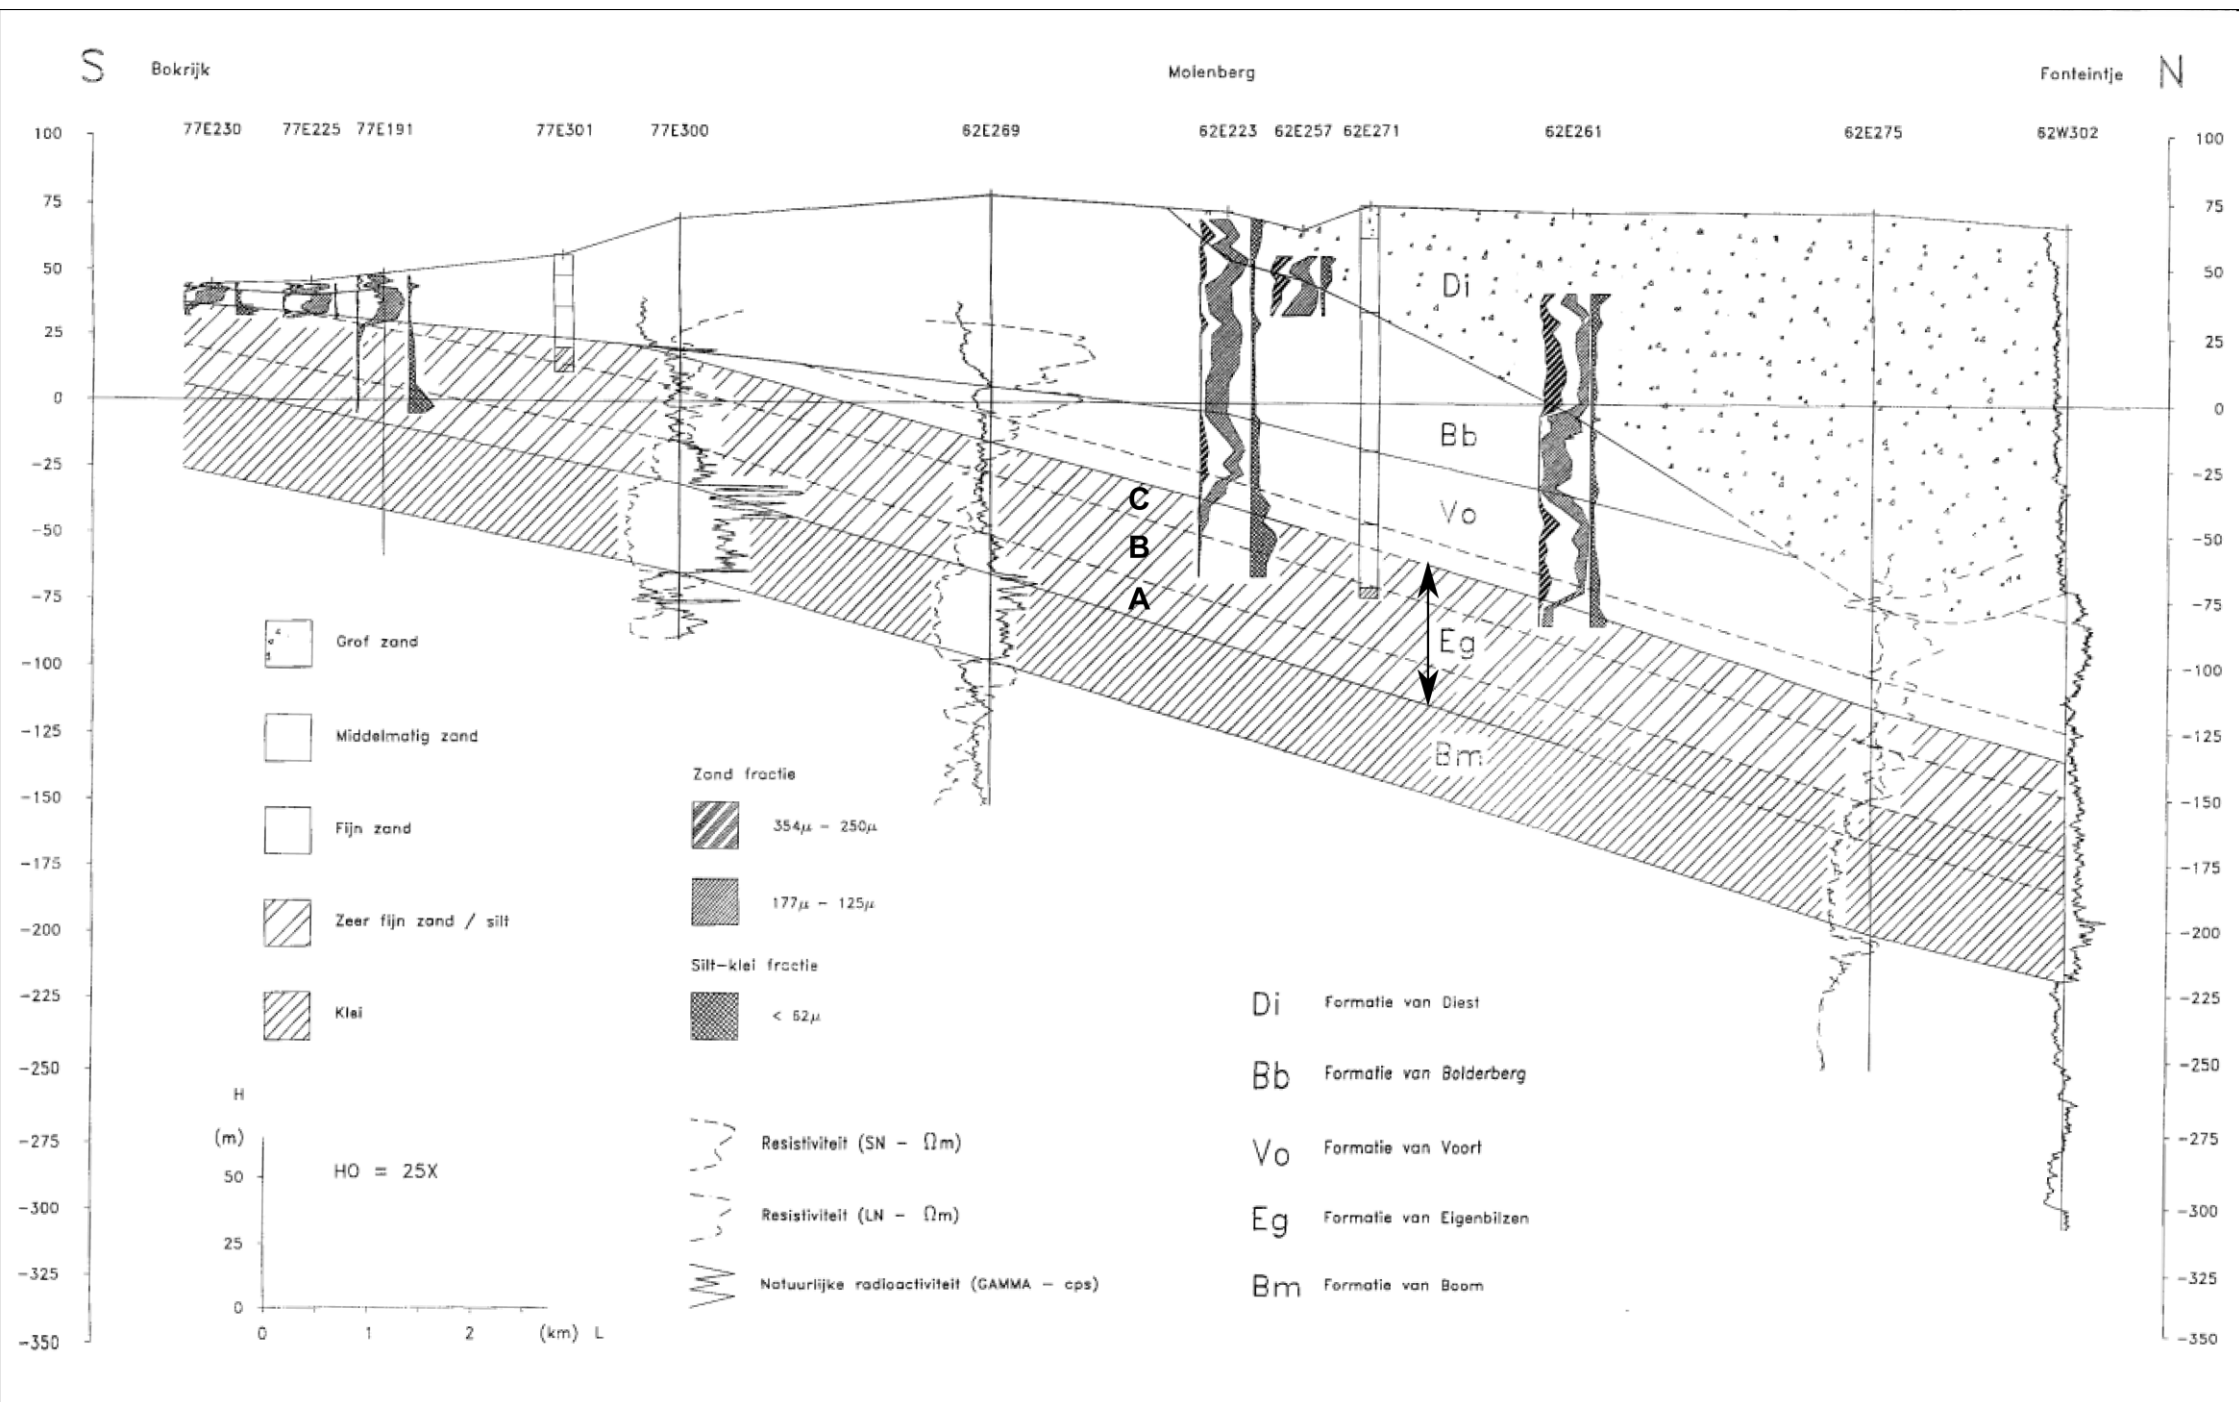 S Bokrijk Molenberg Fonteintje N
77E230 77E225 77E191 77E301 77E300 62E269 62E223 62E257 62E271 62E261 62E275 62W302
100 100
75 75
50 50
Di
25 25
0 0
Bb
-25 -25
C
Vo
-50 -50
B
A
-75 -75
Eg
Grof zand
-100 -100
-125 -125
Middelmatig zand
Bm
Zand fractie
-150 -150
354μ - 250μ
Fijn zand
-175 -175
177μ - 125μ
Zeer fijn zand / silt
-200 -200
Silt-klei fractie
-225 -225
Di Formatie van Diest
Klei
< 62μ
-250 -250
Bb Formatie van Bolderberg
H
-275 -275
(m)
Resistiviteit (SN - Ωm)
Vo Formatie van Voort
50 HO = 25X
-300 -300
Resistiviteit (LN - Ωm)
Eg Formatie van Eigenbilzen
25
-325 -325
Natuurlijke radioactiviteit (GAMMA - cps)
Bm Formatie van Boom
0
0 1 2 (km) L
-350 -350